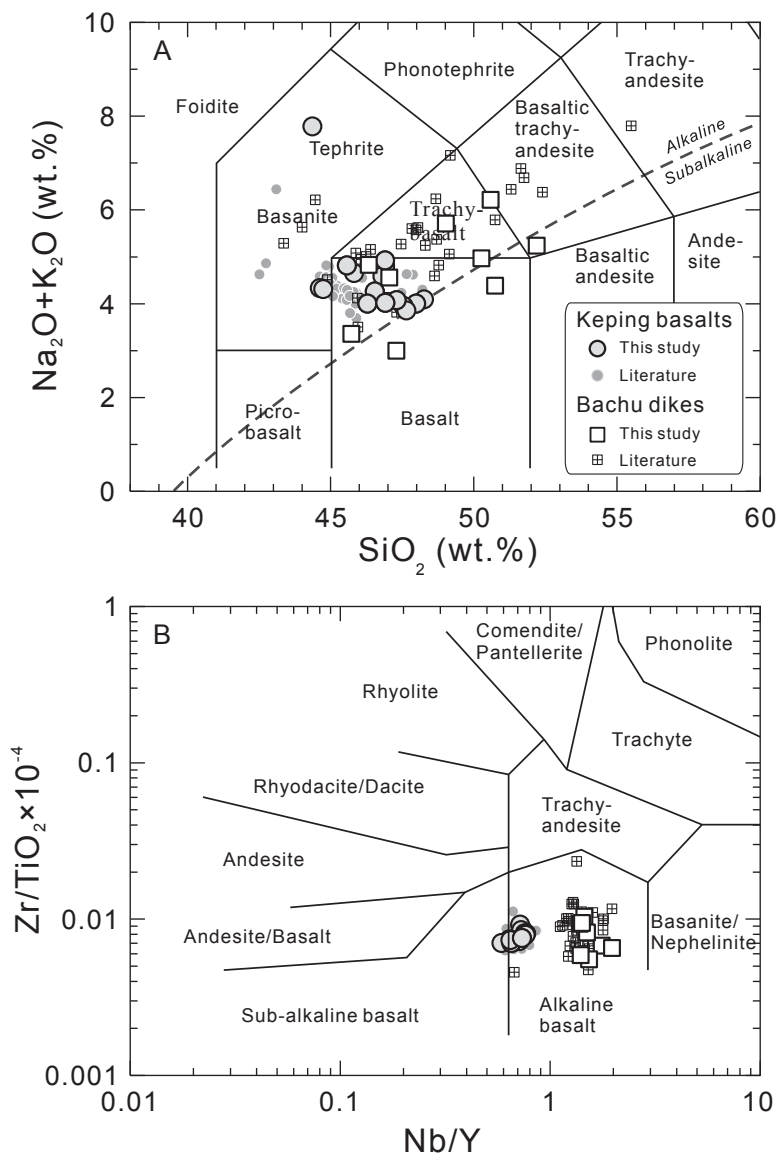 A
10
8
6
4
2
0
Na₂O+K₂O (wt.%)
Foidite
Phonotephrite
Trachy-
andesite
Basaltic
trachy-
andesite
Tephrite
Alkaline
Subalkaline
Basanite
Trachy-
basalt
Basaltic
andesite
Ande-
site
Picro-
basalt
Basalt
Keping basalts
This study
Literature
Bachu dikes
This study
Literature
40
45
50
55
60
SiO₂ (wt.%)
B
1
0.1
0.01
0.001
Zr/TiO₂×10⁻⁴
Comendite/
Pantellerite
Phonolite
Rhyolite
Trachyte
Rhyodacite/Dacite
Trachy-
andesite
Andesite
Andesite/Basalt
Basanite/
Nephelinite
Sub-alkaline basalt
Alkaline
basalt
0.01
0.1
1
10
Nb/Y